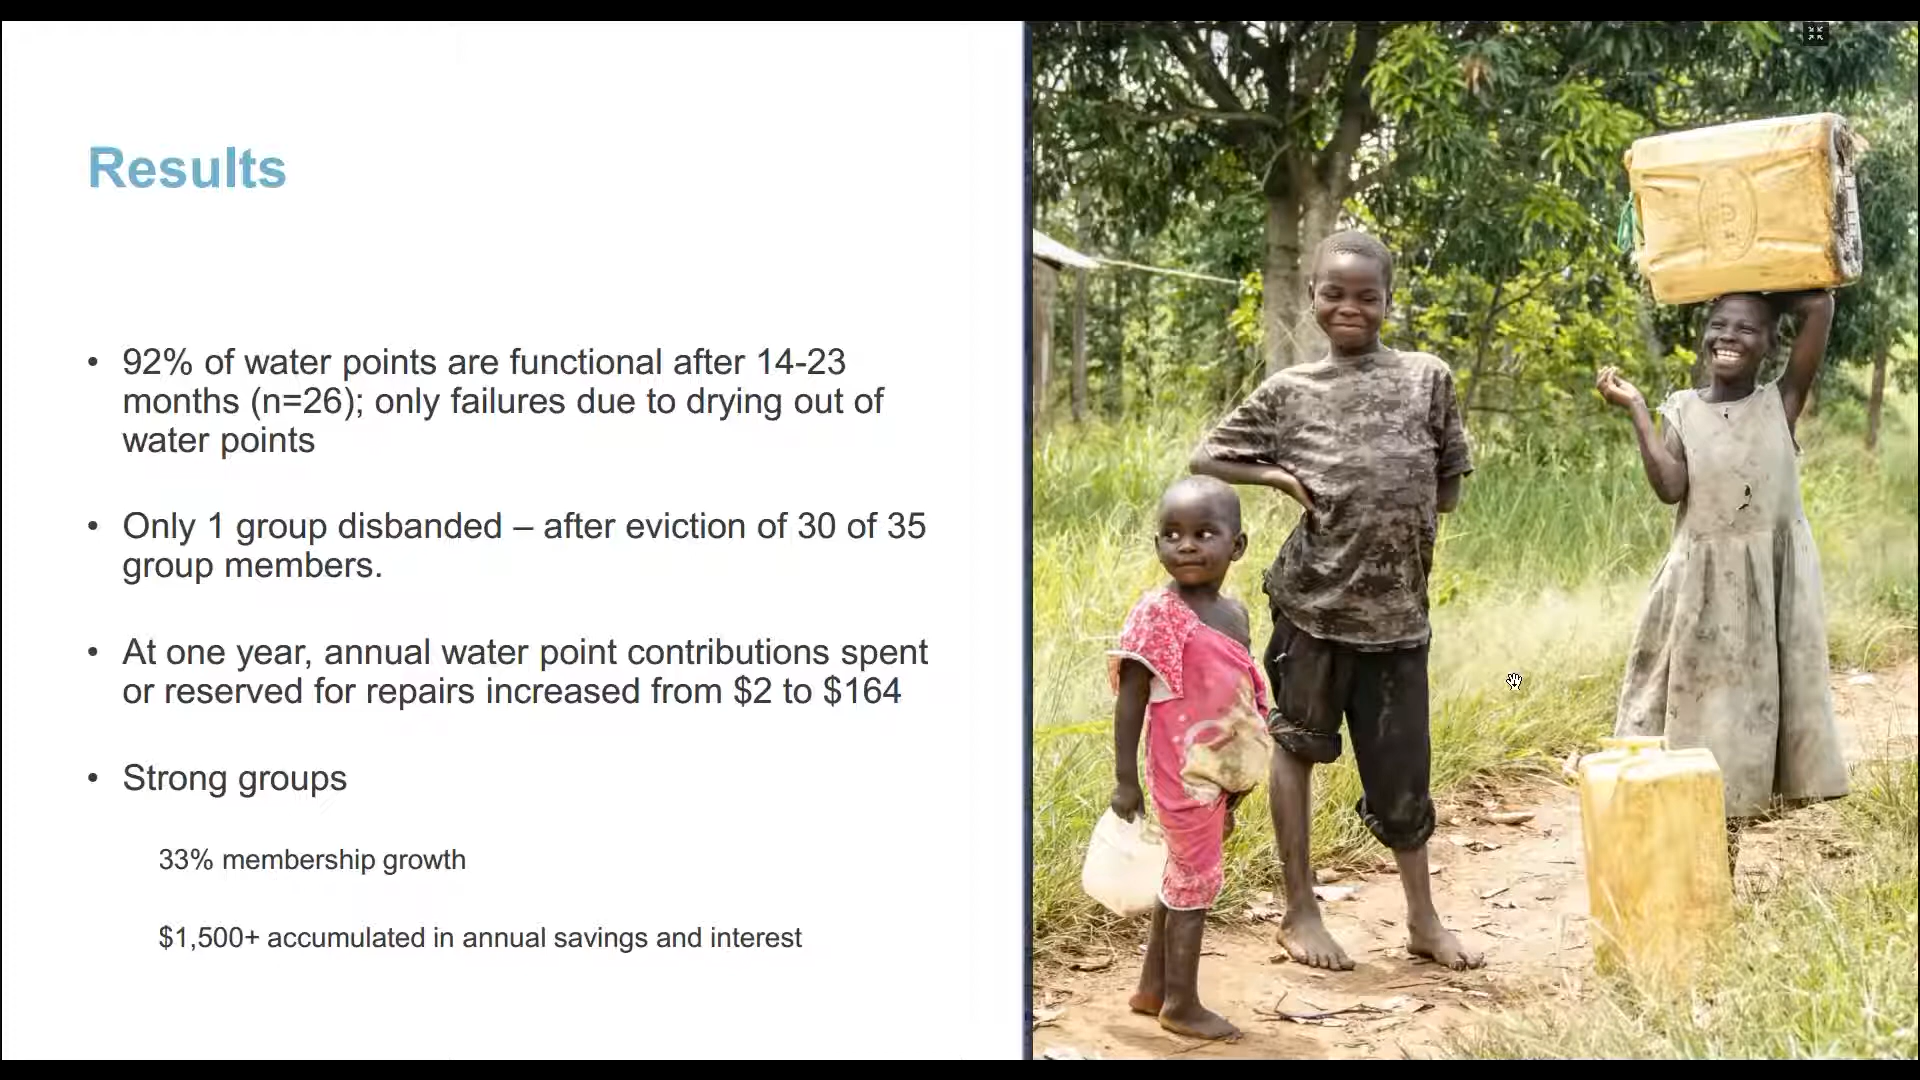 Results
• 92% of water points are functional after 14-23
months (n=26); only failures due to drying out of
water points
• Only 1 group disbanded – after eviction of 30 of 35
group members.
• At one year, annual water point contributions spent
or reserved for repairs increased from $2 to $164
• Strong groups
33% membership growth
$1,500+ accumulated in annual savings and interest